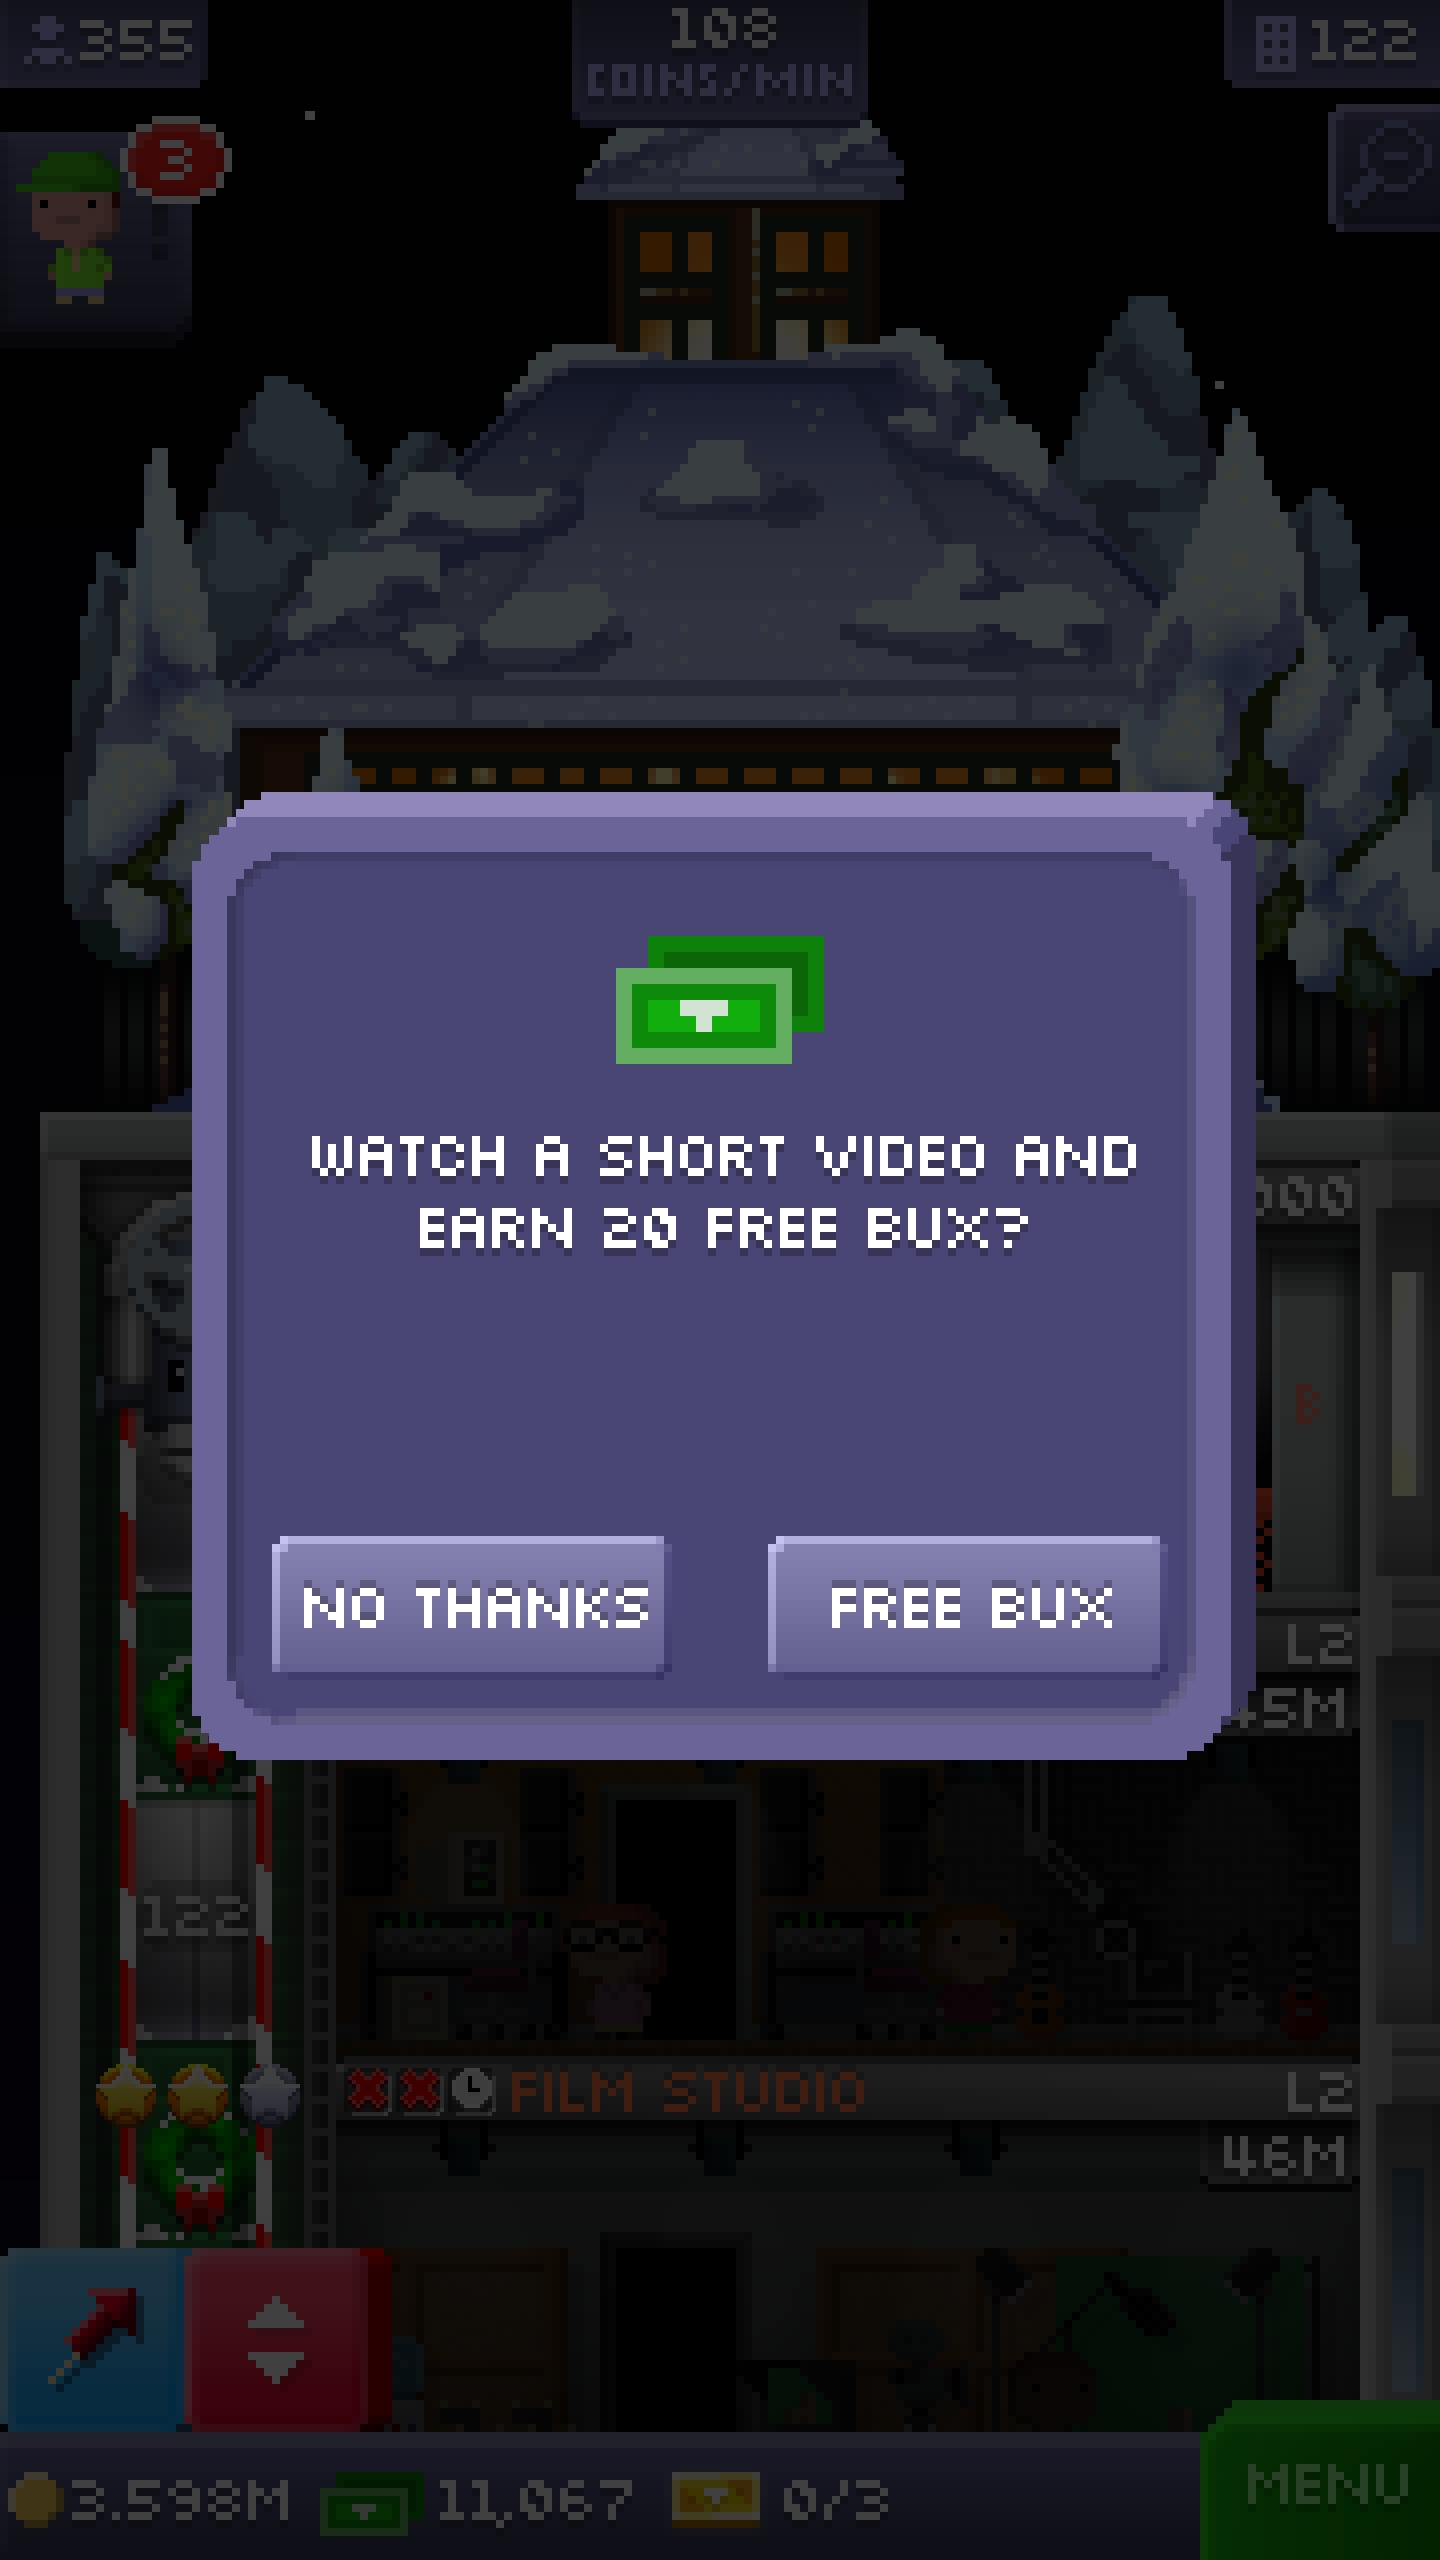 355
108
COINS/MIN
122
3
WATCH A SHORT VIDEO AND
EARN 20 FREE BUX?
000
B
NO THANKS
FREE BUX
L2
45M
122
FILM STUDIO
L2
46M
3.598M
11,067
0/3
MENU